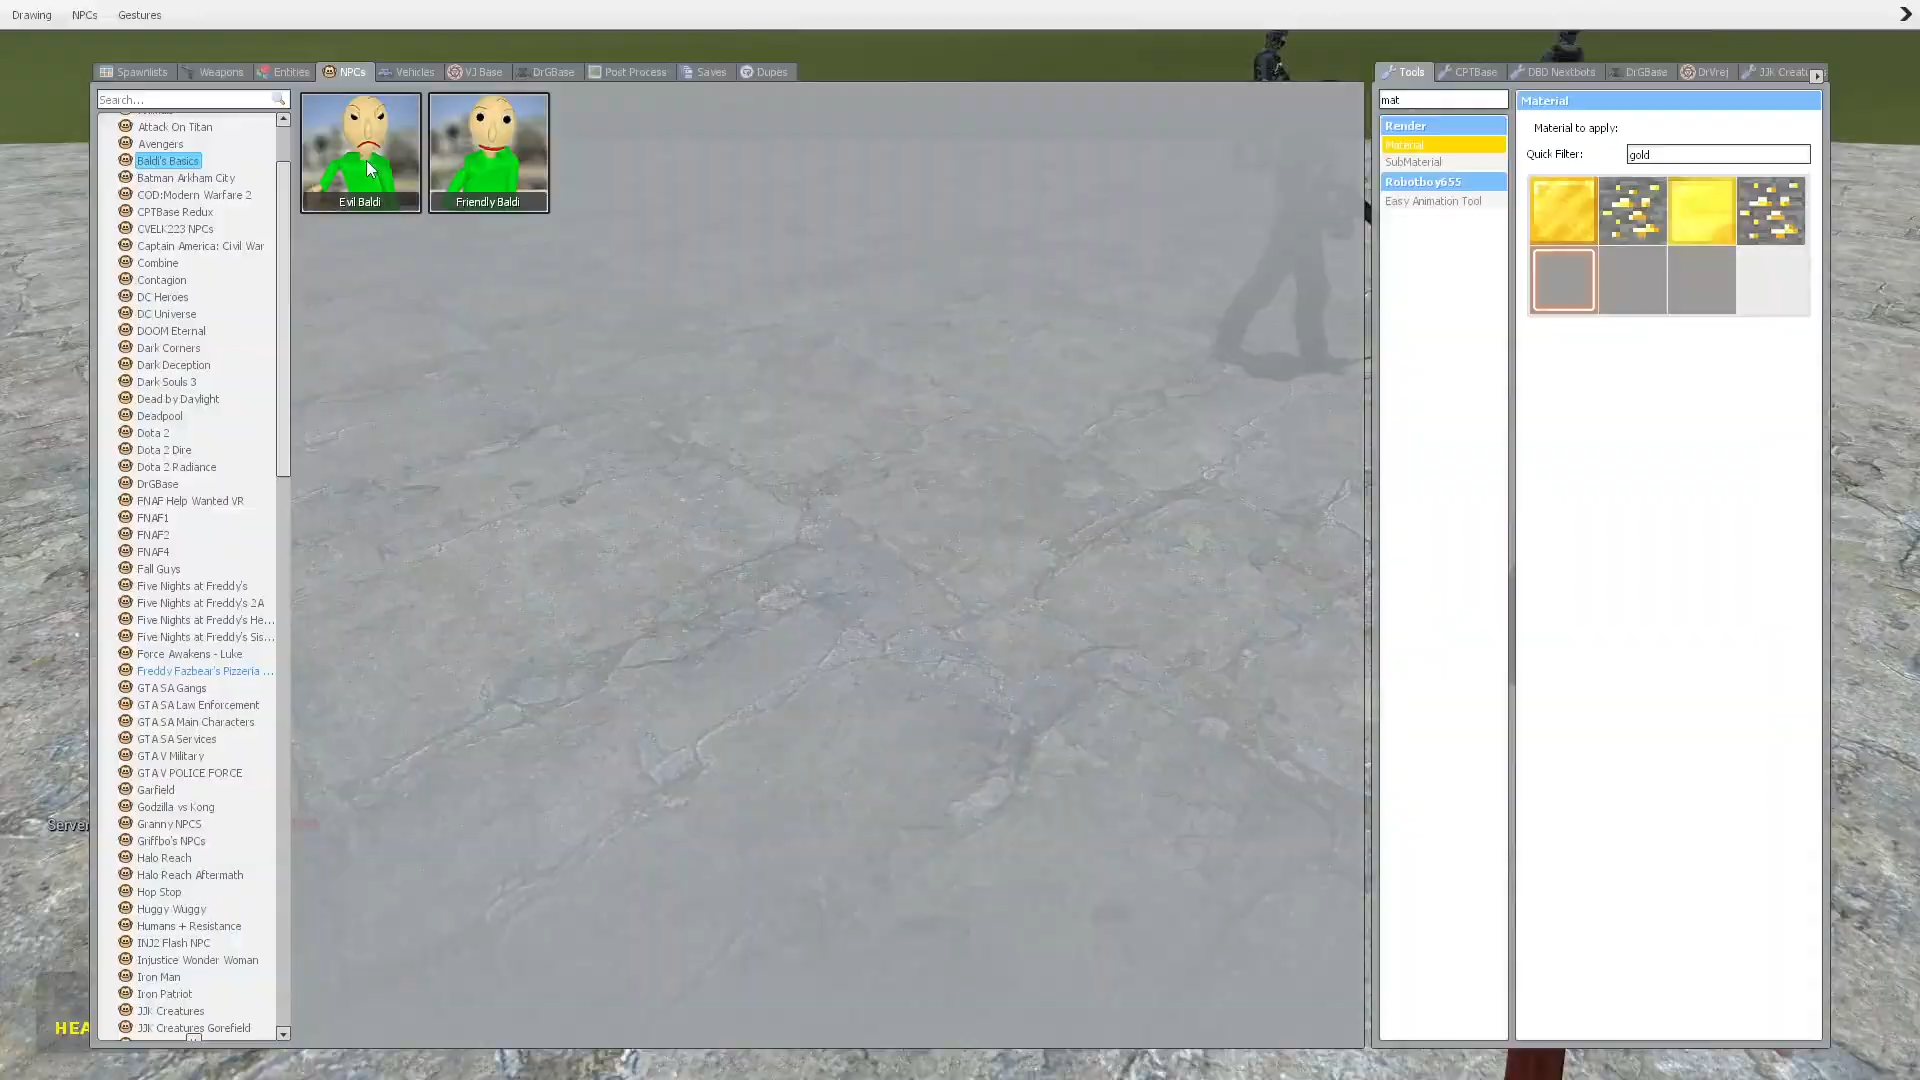 Drawing NPCs Gestures
Spawnlists Weapons Entities NPCs Vehicles VJ Base DrGBase Post Process Saves Dupes
Tools CPTBase DBD Nextbots DrGBase DrVrej JJK Creatu
Search...
Attack On Titan
Avengers
Baldi's Basics
Batman Arkham City
COD:Modern Warfare 2
CPTBase Redux
CVELK223 NPCs
Captain America: Civil War
Combine
Contagion
DC Heroes
DC Universe
DOOM Eternal
Dark Corners
Dark Deception
Dark Souls 3
Dead by Daylight
Deadpool
Dota 2
Dota 2 Dire
Dota 2 Radiance
DrGBase
FNAF Help Wanted VR
FNAF1
FNAF2
FNAF4
Fall Guys
Five Nights at Freddy's
Five Nights at Freddy's 2A
Five Nights at Freddy's He...
Five Nights at Freddy's Sis...
Force Awakens - Luke
Freddy Fazbear's Pizzeria ...
GTA SA Gangs
GTA SA Law Enforcement
GTA SA Main Characters
GTA SA Services
GTA V Military
GTA V POLICE FORCE
Garfield
Godzilla vs Kong
Granny NPCS
Griffbo's NPCs
Halo Reach
Halo Reach Aftermath
Hop Stop
Huggy Wuggy
Humans + Resistance
INJ2 Flash NPC
Injustice Wonder Woman
Iron Man
Iron Patriot
JJK Creatures
JJK Creatures Gorefield
Evil Baldi
Friendly Baldi
mat
Render
Material
SubMaterial
Robotboy655
Easy Animation Tool
Material
Material to apply:
Quick Filter: gold
Server
HEA